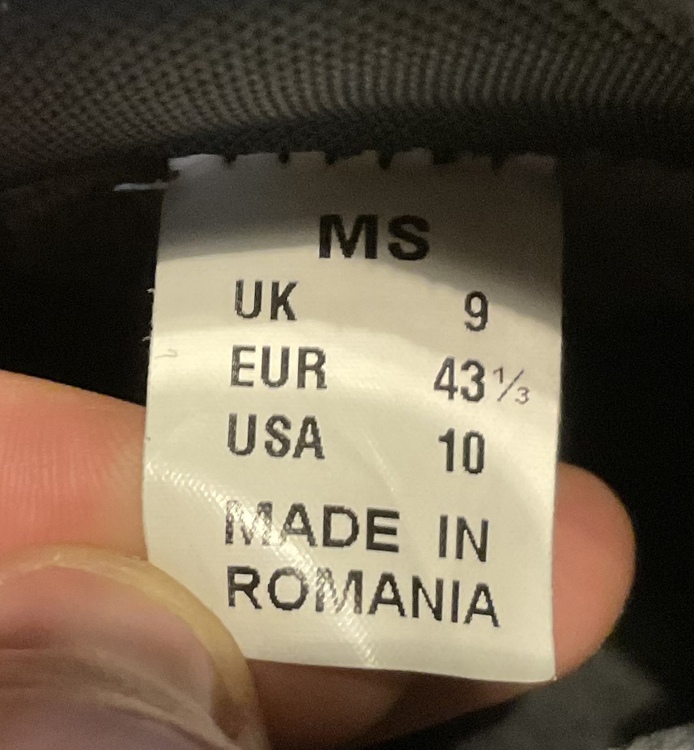 MS
UK 9
EUR 43⅓
USA 10
MADE IN
ROMANIA